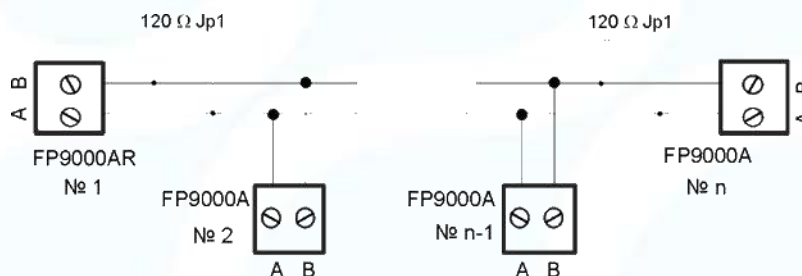 120 Ω Jp1
120 Ω Jp1
B
A
FP9000AR
№ 1
FP9000A
№ 2
A B
FP9000A
№ n-1
A B
B
A
FP9000A
№ n